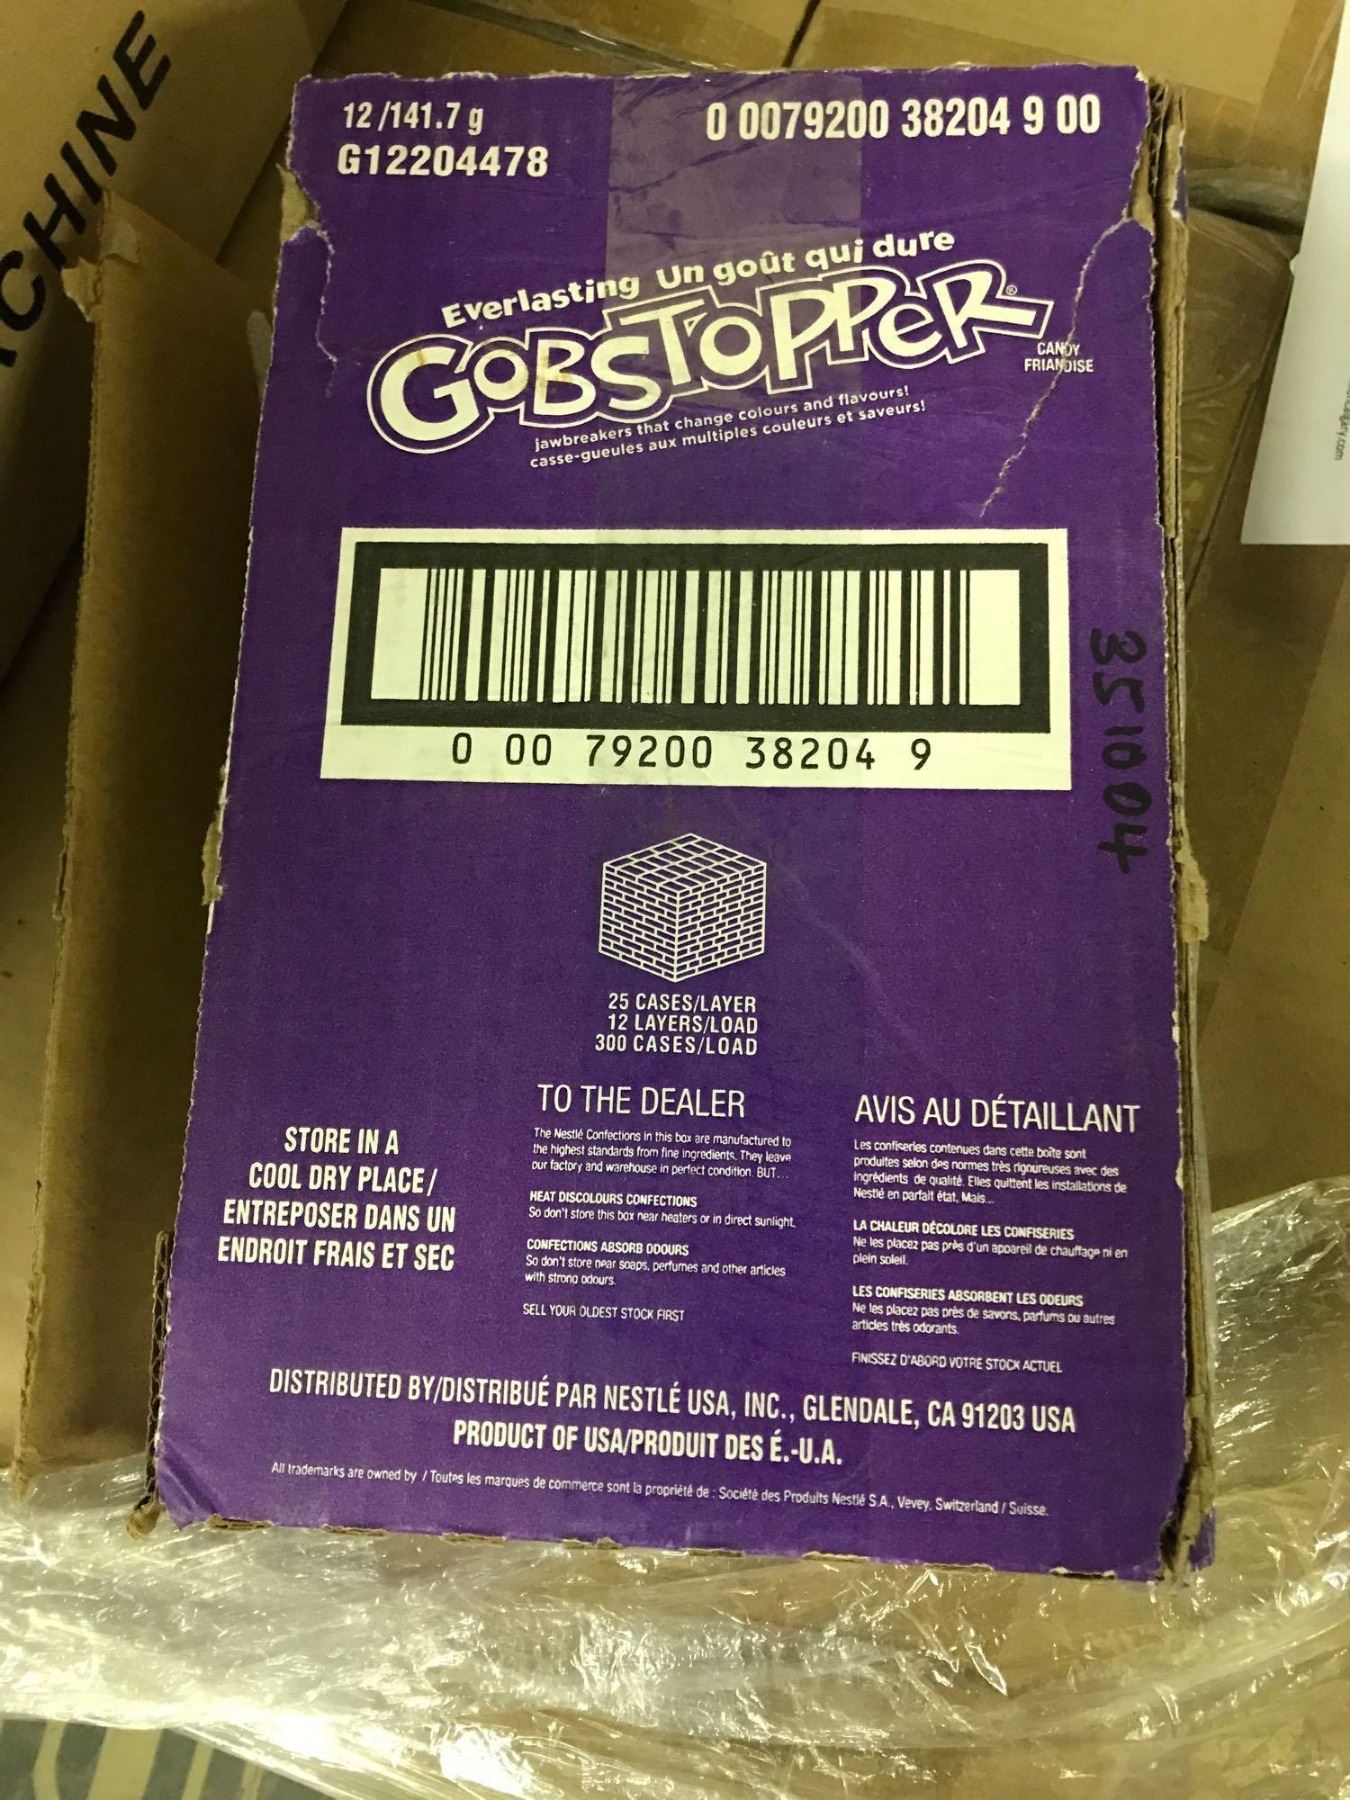 CHINE
12 /141.7 g
0 0079200 38204 9 00
G12204478
Everlasting Un goût qui dure
GOBSTOPPER®
CANDY
FRIANDISE
jawbreakers that change colours and flavours!
casse-gueules aux multiples couleurs et saveurs!
0 00 79200 38204 9
351004
25 CASES/LAYER
12 LAYERS/LOAD
300 CASES/LOAD
STORE IN A
COOL DRY PLACE/
ENTREPOSER DANS UN
ENDROIT FRAIS ET SEC
TO THE DEALER
The Nestlé Confections in this box are manufactured to
the highest standards from fine ingredients. They leave
our factory and warehouse in perfect condition. BUT...
HEAT DISCOLOURS CONFECTIONS
So don't store this box near heaters or in direct sunlight.
CONFECTIONS ABSORB ODOURS
So don't store near soaps, perfumes and other articles
with strong odours.
SELL YOUR OLDEST STOCK FIRST
AVIS AU DÉTAILLANT
Les confiseries contenues dans cette boîte sont
produites selon des normes très rigoureuses avec des
ingrédients de qualité. Elles quittent les installations de
Nestlé en parfait état, Mais...
LA CHALEUR DÉCOLORE LES CONFISERIES
Ne les placez pas près d'un appareil de chauffage ni en
plein soleil.
LES CONFISERIES ABSORBENT LES ODEURS
Ne les placez pas près de savons, parfums ou autres
articles très odorants.
FINISSEZ D'ABORD VOTRE STOCK ACTUEL
DISTRIBUTED BY/DISTRIBUÉ PAR NESTLÉ USA, INC., GLENDALE, CA 91203 USA
PRODUCT OF USA/PRODUIT DES É.-U.A.
All trademarks are owned by / Toutes les marques de commerce sont la propriété de : Société des Produits Nestlé S.A., Vevey, Switzerland / Suisse.